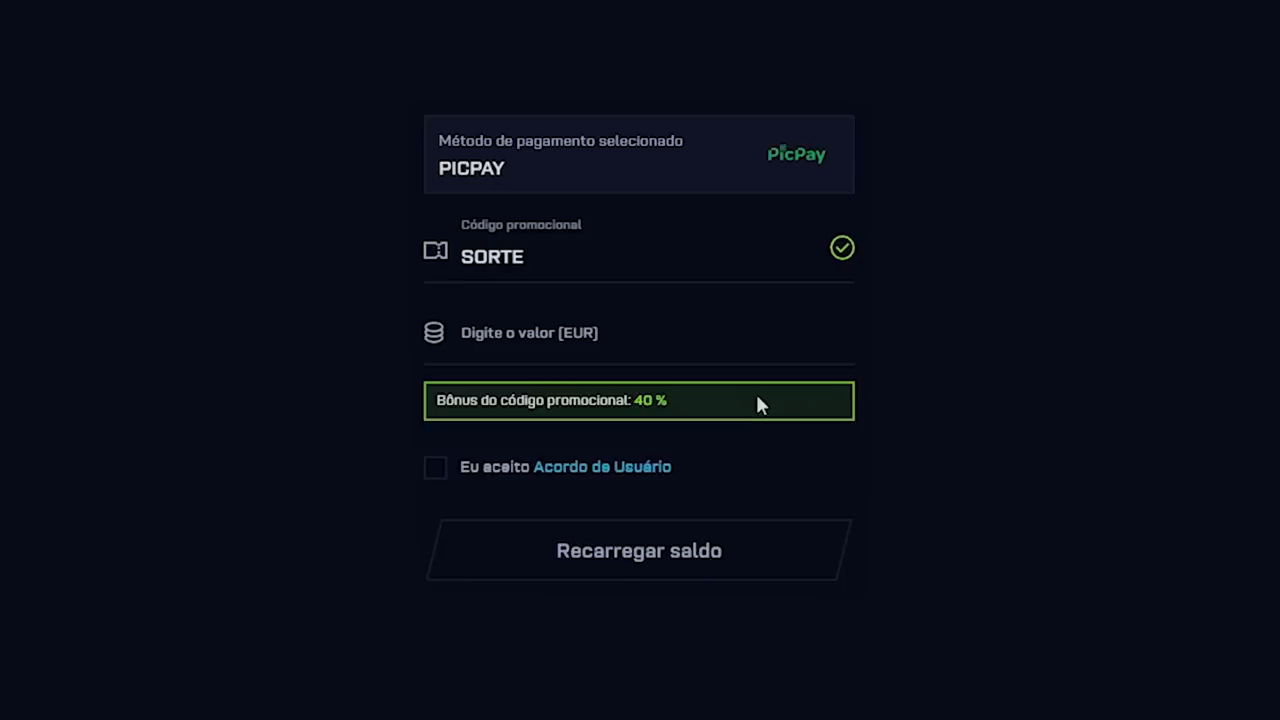 Método de pagamento selecionado
PICPAY
PicPay
Código promocional
SORTE
Digite o valor (EUR)
Bônus do código promocional: 40 %
Eu aceito Acordo de Usuário
Recarregar saldo